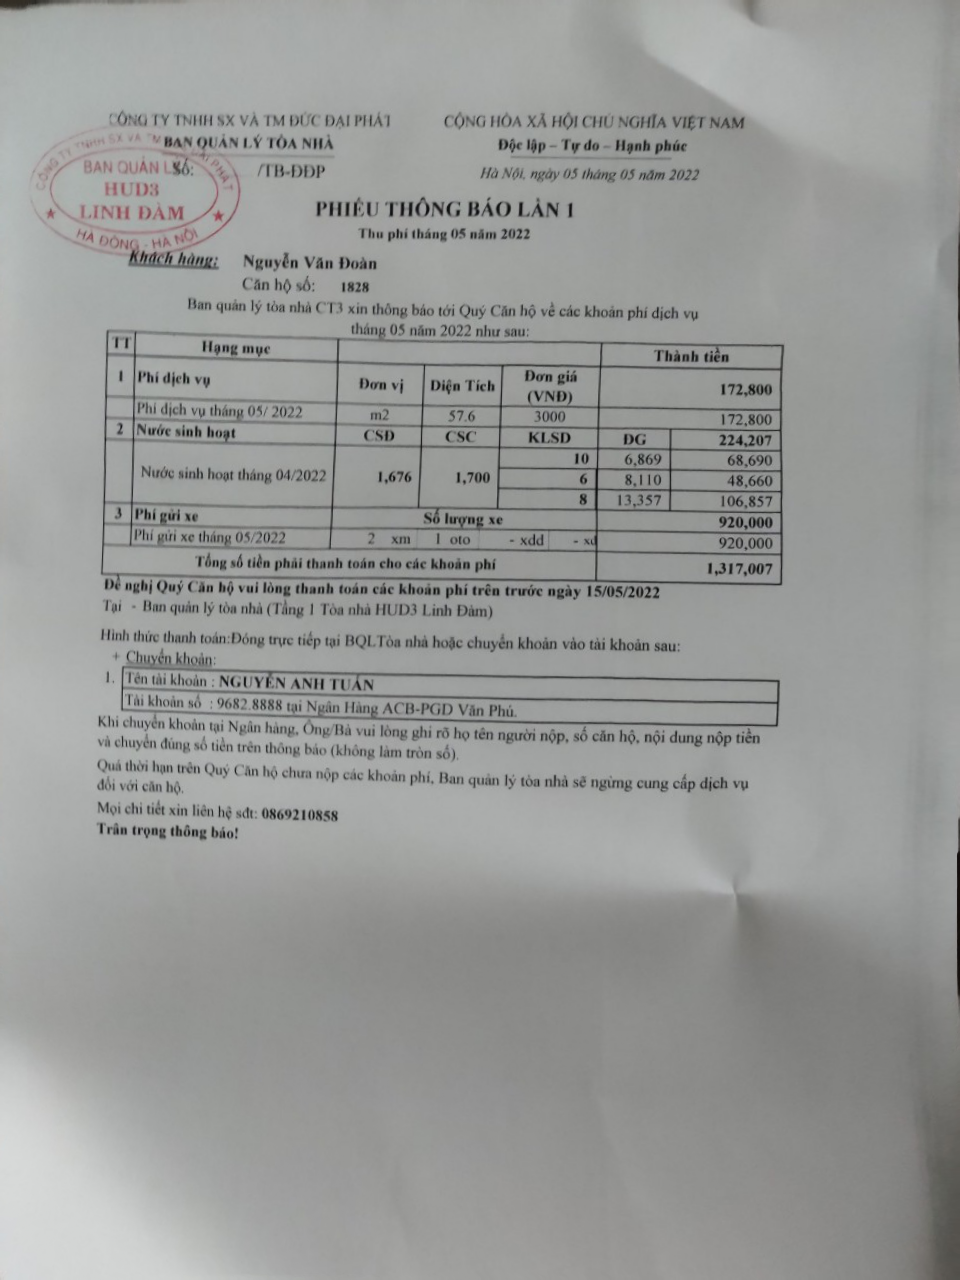 CÔNG TY TNHH SX VÀ TM ĐỨC ĐẠI PHÁT
CỘNG HÒA XÃ HỘI CHỦ NGHĨA VIỆT NAM
BAN QUẢN LÝ TÒA NHÀ
Độc lập – Tự do – Hạnh phúc
Số: /TB-ĐĐP
Hà Nội, ngày 05 tháng 05 năm 2022
CÔNG TY TNHH SX VÀ TM ĐẠI PHÁT
BAN QUẢN LÝ
HUD3
LINH ĐÀM
HÀ ĐÔNG - HÀ NỘI
PHIẾU THÔNG BÁO LẦN 1
Thu phí tháng 05 năm 2022
Khách hàng: Nguyễn Văn Đoàn
Căn hộ số: 1828
Ban quản lý tòa nhà CT3 xin thông báo tới Quý Căn hộ về các khoản phí dịch vụ
tháng 05 năm 2022 như sau:
TT Hạng mục Thành tiền
1 Phí dịch vụ Đơn vị Diện Tích Đơn giá (VNĐ) 172,800
Phí dịch vụ tháng 05/ 2022 m2 57.6 3000 172,800
2 Nước sinh hoạt CSĐ CSC KLSD ĐG 224,207
Nước sinh hoạt tháng 04/2022 1,676 1,700 10 6,869 68,690
6 8,110 48,660
8 13,357 106,857
3 Phí gửi xe Số lượng xe 920,000
Phí gửi xe tháng 05/2022 2 xm 1 oto - xdd - xd 920,000
Tổng số tiền phải thanh toán cho các khoản phí 1,317,007
Đề nghị Quý Căn hộ vui lòng thanh toán các khoản phí trên trước ngày 15/05/2022
Tại - Ban quản lý tòa nhà (Tầng 1 Tòa nhà HUD3 Linh Đàm)
Hình thức thanh toán:Đóng trực tiếp tại BQLTòa nhà hoặc chuyển khoản vào tài khoản sau:
+ Chuyển khoản:
1. Tên tài khoản : NGUYỄN ANH TUẤN
Tài khoản số : 9682.8888 tại Ngân Hàng ACB-PGD Văn Phú.
Khi chuyển khoản tại Ngân hàng, Ông/Bà vui lòng ghi rõ họ tên người nộp, số căn hộ, nội dung nộp tiền
và chuyển đúng số tiền trên thông báo (không làm tròn số).
Quá thời hạn trên Quý Căn hộ chưa nộp các khoản phí, Ban quản lý tòa nhà sẽ ngừng cung cấp dịch vụ
đối với căn hộ.
Mọi chi tiết xin liên hệ sđt: 0869210858
Trân trọng thông báo!